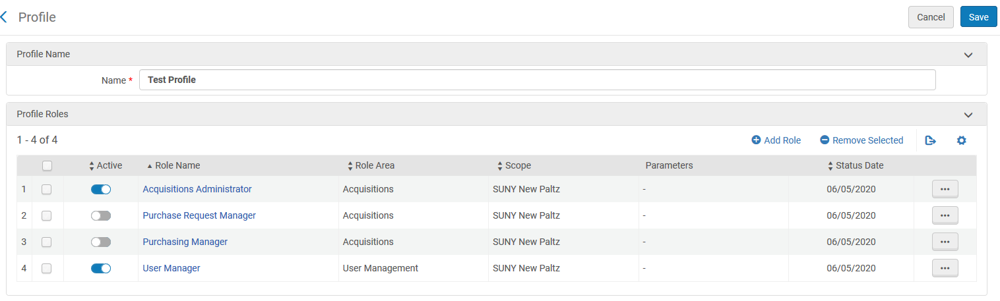 Profile Cancel Save
Profile Name
Name * Test Profile
Profile Roles
1 - 4 of 4 Add Role Remove Selected
Active Role Name Role Area Scope Parameters Status Date
1 Acquisitions Administrator Acquisitions SUNY New Paltz - 06/05/2020
2 Purchase Request Manager Acquisitions SUNY New Paltz - 06/05/2020
3 Purchasing Manager Acquisitions SUNY New Paltz - 06/05/2020
4 User Manager User Management SUNY New Paltz - 06/05/2020